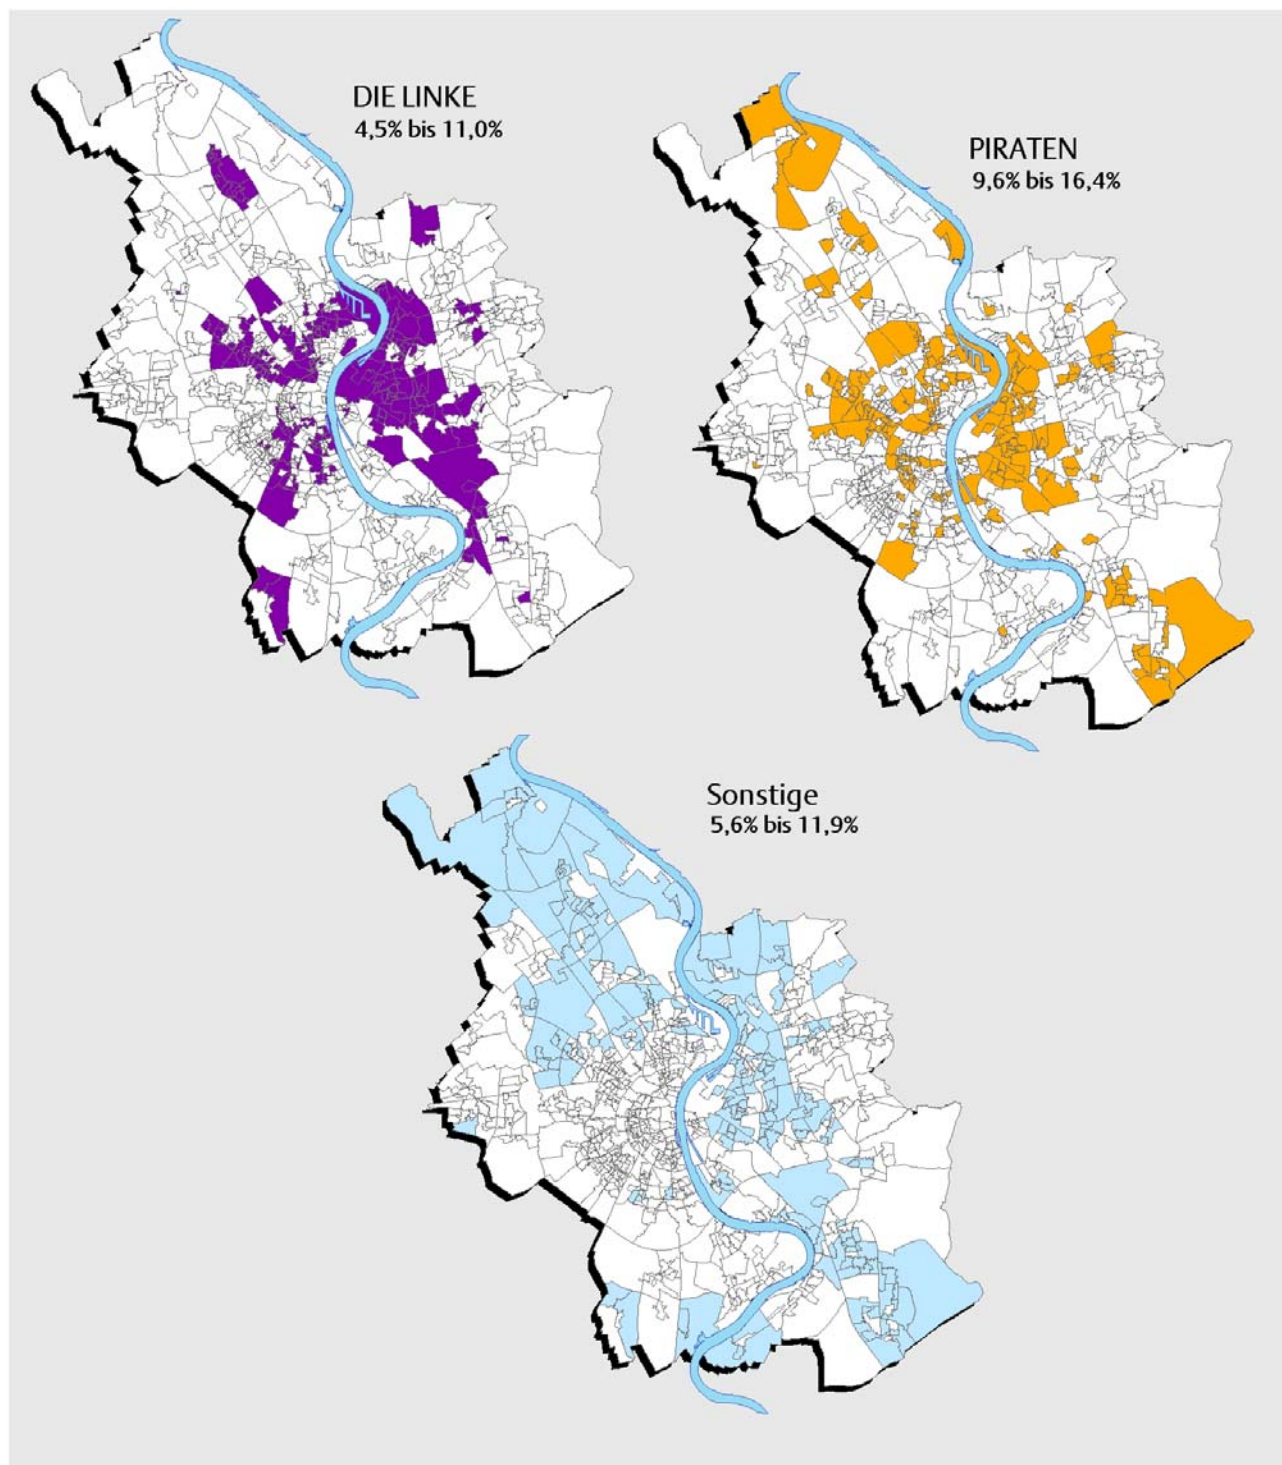 DIE LINKE
4,5% bis 11,0%
PIRATEN
9,6% bis 16,4%
Sonstige
5,6% bis 11,9%